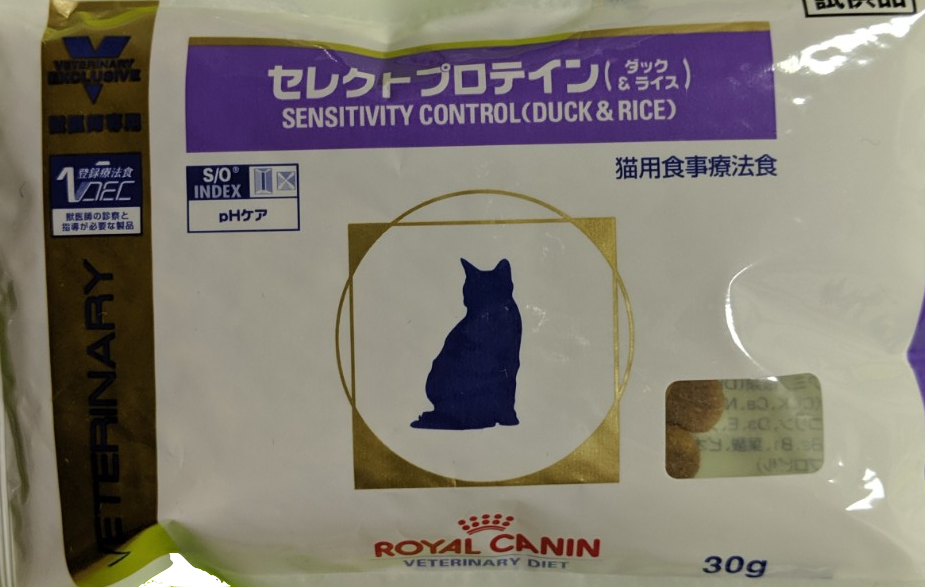 試供品
VETERINARY
EXCLUSIVE
獣医師専用
セレクトプロテイン(ダック
&ライス)
SENSITIVITY CONTROL(DUCK & RICE)
登録療法食
VDEC
獣医師の診察と
指導が必要な製品
S/O®
INDEX
pHケア
猫用食事療法食
VETERINARY
ROYAL CANIN
VETERINARY DIET
30g